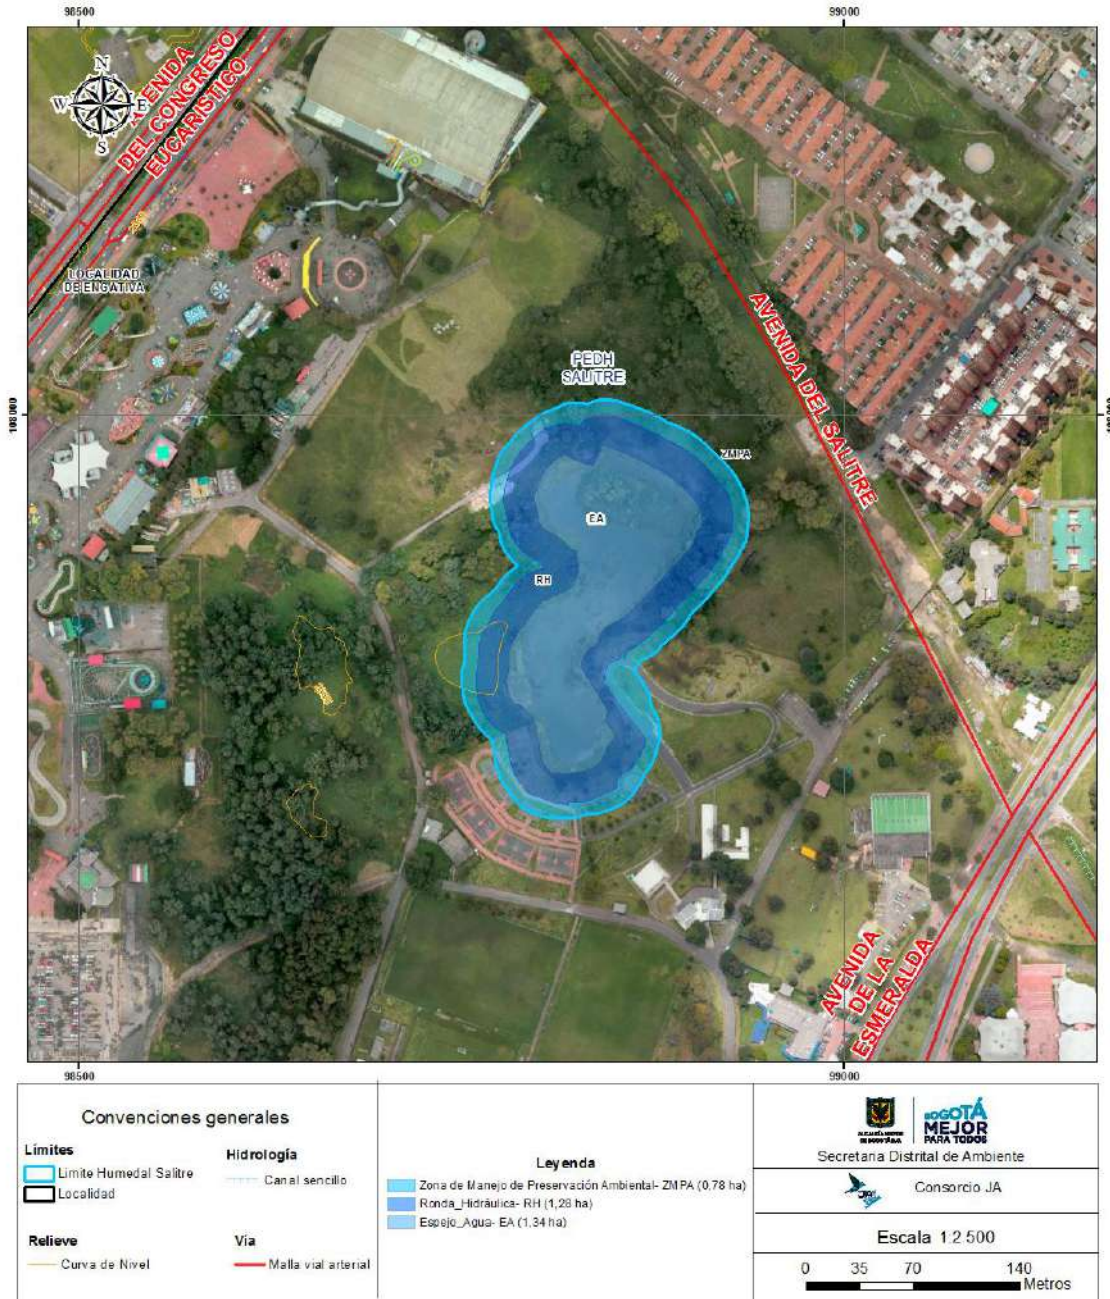 98500
99000
N
W
E
S
AVENIDA
DEL CONGRESO
EUCARISTICO
LOCALIDAD
DE ENGATIVA
AVENIDA DEL SALITRE
PEDH
SALITRE
108000
ZMPA
EA
RH
AVENIDA
DE LA
ESMERALDA
98500
99000
Convenciones generales
Límites
Limite Humedal Salitre
Localidad
Hidrología
Canal sencillo
Relieve
Curva de Nivel
Vía
Malla vial arterial
Leyenda
Zona de Manejo de Preservación Ambiental- ZMPA (0,78 ha)
Ronda_Hidráulica- RH (1,28 ha)
Espejo_Agua- EA (1,34 ha)
ALCALDÍA MAYOR
DE BOGOTÁ D.C.
BOGOTÁ
MEJOR
PARA TODOS
Secretaria Distrital de Ambiente
Consorcio JA
Escala 1:2 500
0 35 70 140
Metros